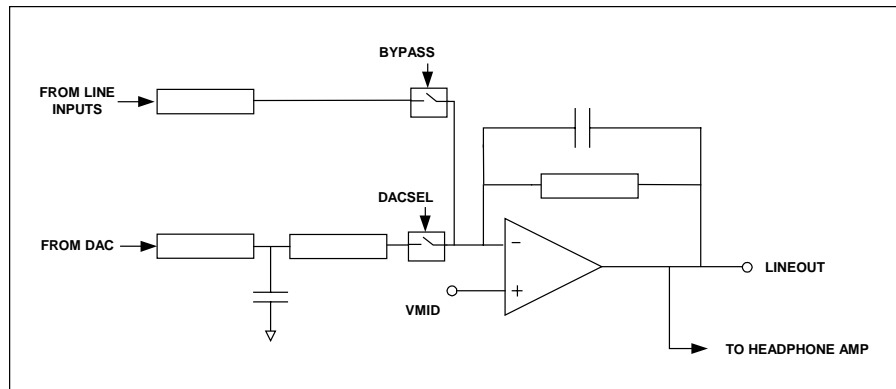 BYPASS
FROM LINE
INPUTS
DACSEL
FROM DAC
−
+
VMID
LINEOUT
TO HEADPHONE AMP